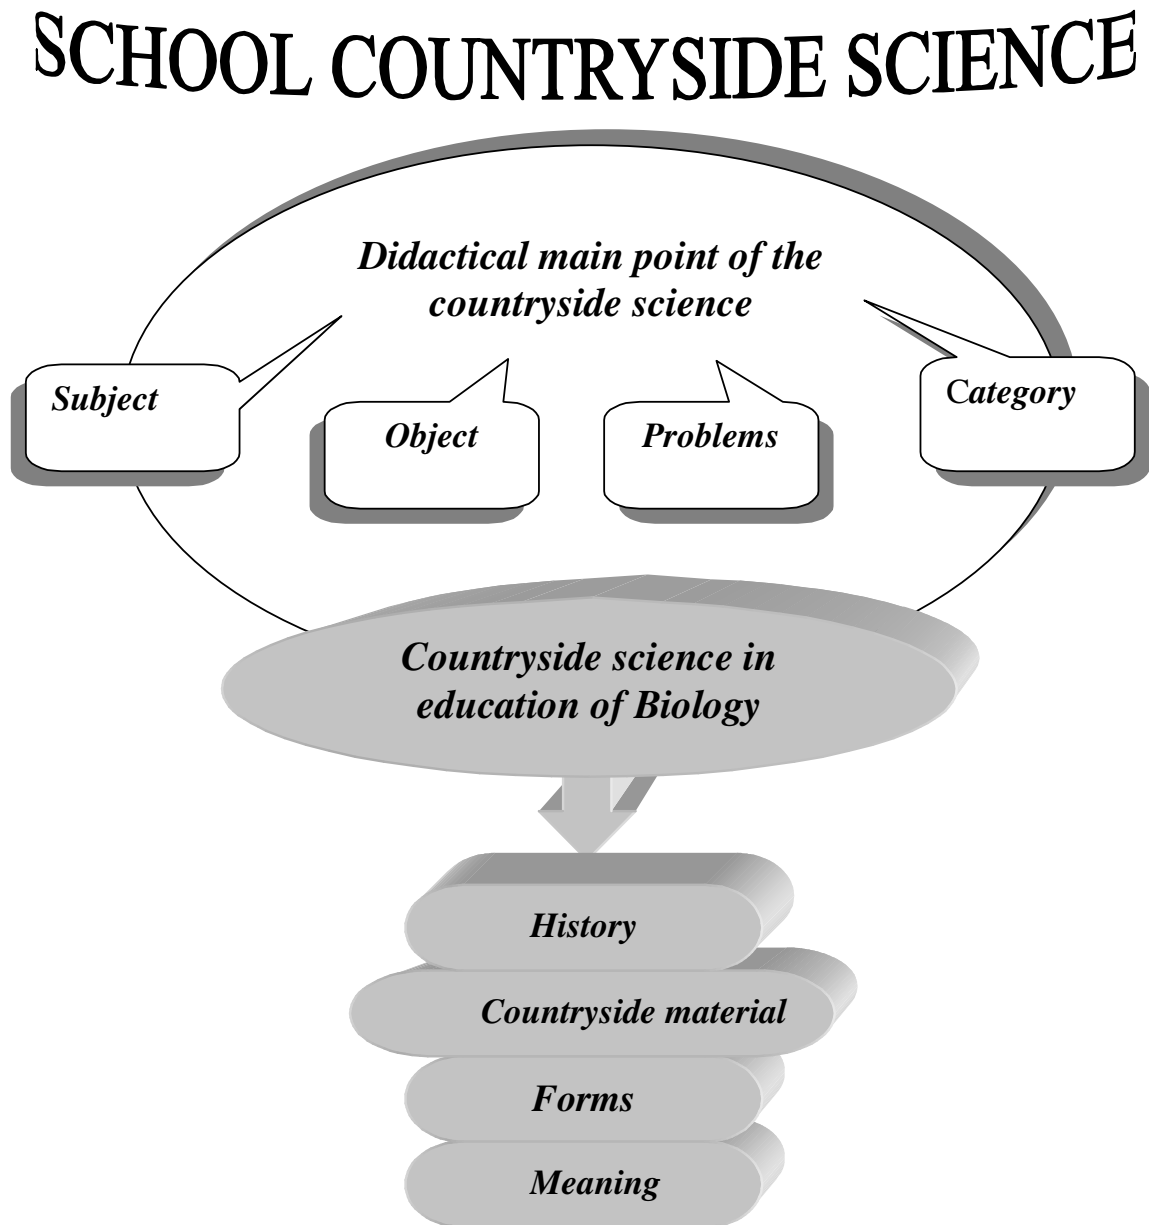 SCHOOL COUNTRYSIDE SCIENCE
Didactical main point of the
countryside science
Subject
Object
Problems
Category
Countryside science in
education of Biology
History
Countryside material
Forms
Meaning